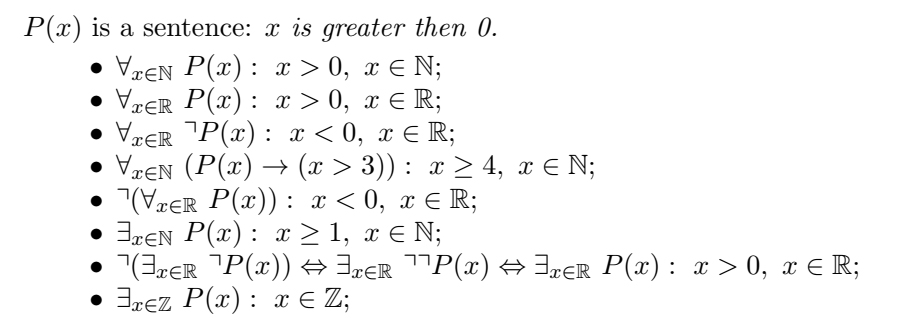 P(x) is a sentence: x is greater then 0.
• ∀x∈ℕ P(x) : x > 0, x ∈ ℕ;
• ∀x∈ℝ P(x) : x > 0, x ∈ ℝ;
• ∀x∈ℝ ¬P(x) : x < 0, x ∈ ℝ;
• ∀x∈ℕ (P(x) → (x > 3)) : x ≥ 4, x ∈ ℕ;
• ¬(∀x∈ℝ P(x)) : x < 0, x ∈ ℝ;
• ∃x∈ℕ P(x) : x ≥ 1, x ∈ ℕ;
• ¬(∃x∈ℝ ¬P(x)) ⇔ ∃x∈ℝ ¬¬P(x) ⇔ ∃x∈ℝ P(x) : x > 0, x ∈ ℝ;
• ∃x∈ℤ P(x) : x ∈ ℤ;